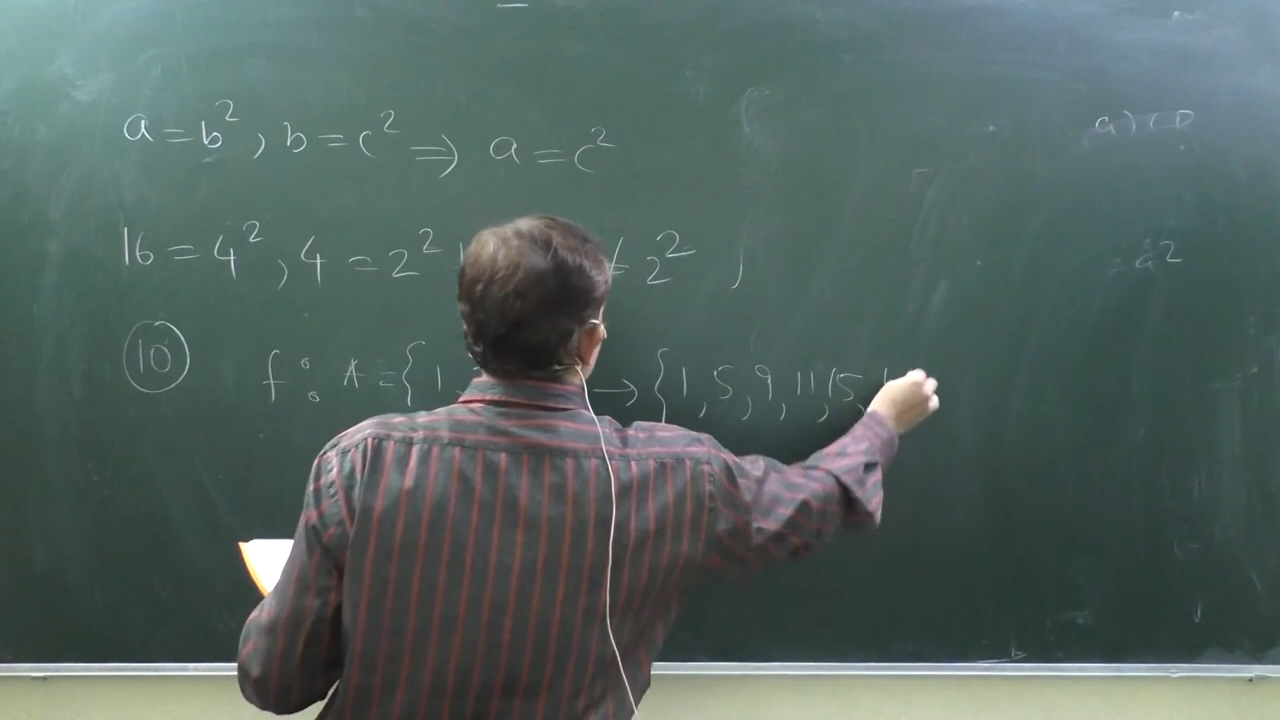 a = b², b = c² ⟹ a = c²
16 = 4², 4 = 2² ≠ 2² ,
⑩ f : A = {1 → {1, 5, 9, 11, 15,
= a²